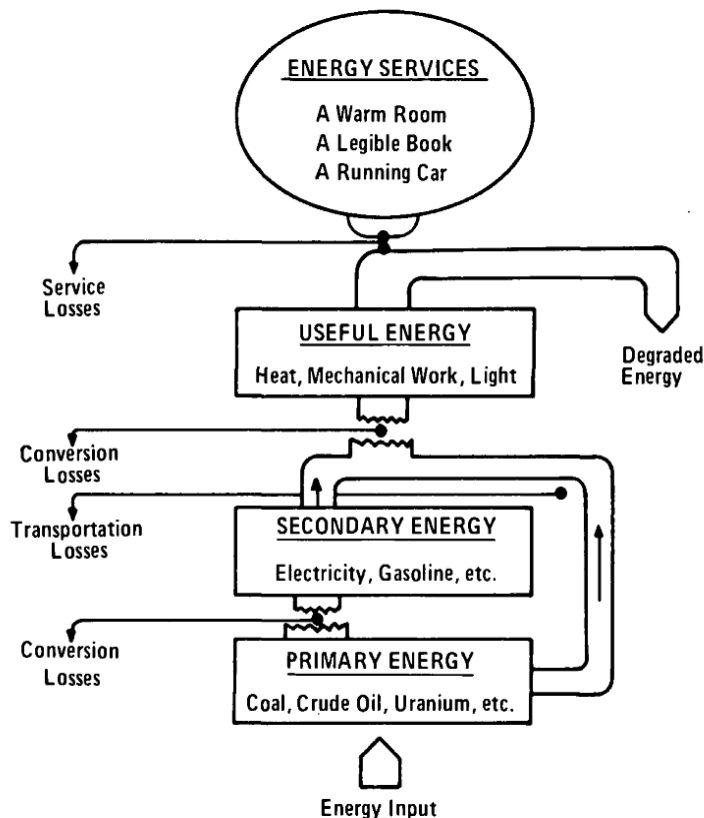 ENERGY SERVICES
A Warm Room
A Legible Book
A Running Car
Service
Losses
USEFUL ENERGY
Heat, Mechanical Work, Light
Degraded
Energy
Conversion
Losses
Transportation
Losses
SECONDARY ENERGY
Electricity, Gasoline, etc.
Conversion
Losses
PRIMARY ENERGY
Coal, Crude Oil, Uranium, etc.
Energy Input